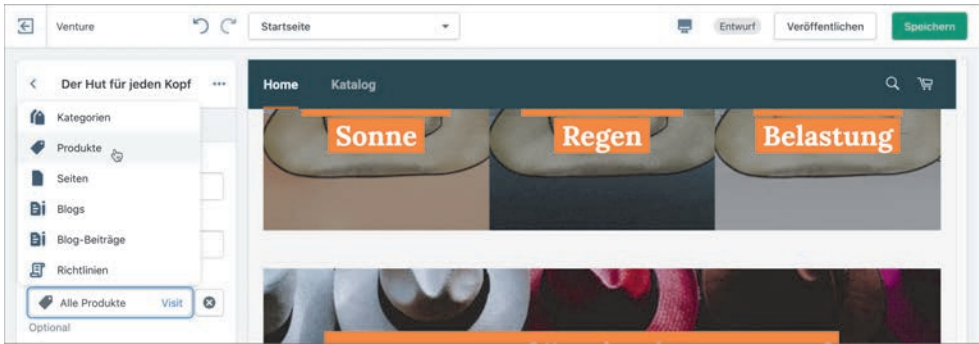 Venture
Startseite
Entwurf
Veröffentlichen
Speichern
Der Hut für jeden Kopf
Kategorien
Produkte
Seiten
Blogs
Blog-Beiträge
Richtlinien
Alle Produkte Visit
Optional
Home Katalog
Sonne
Regen
Belastung